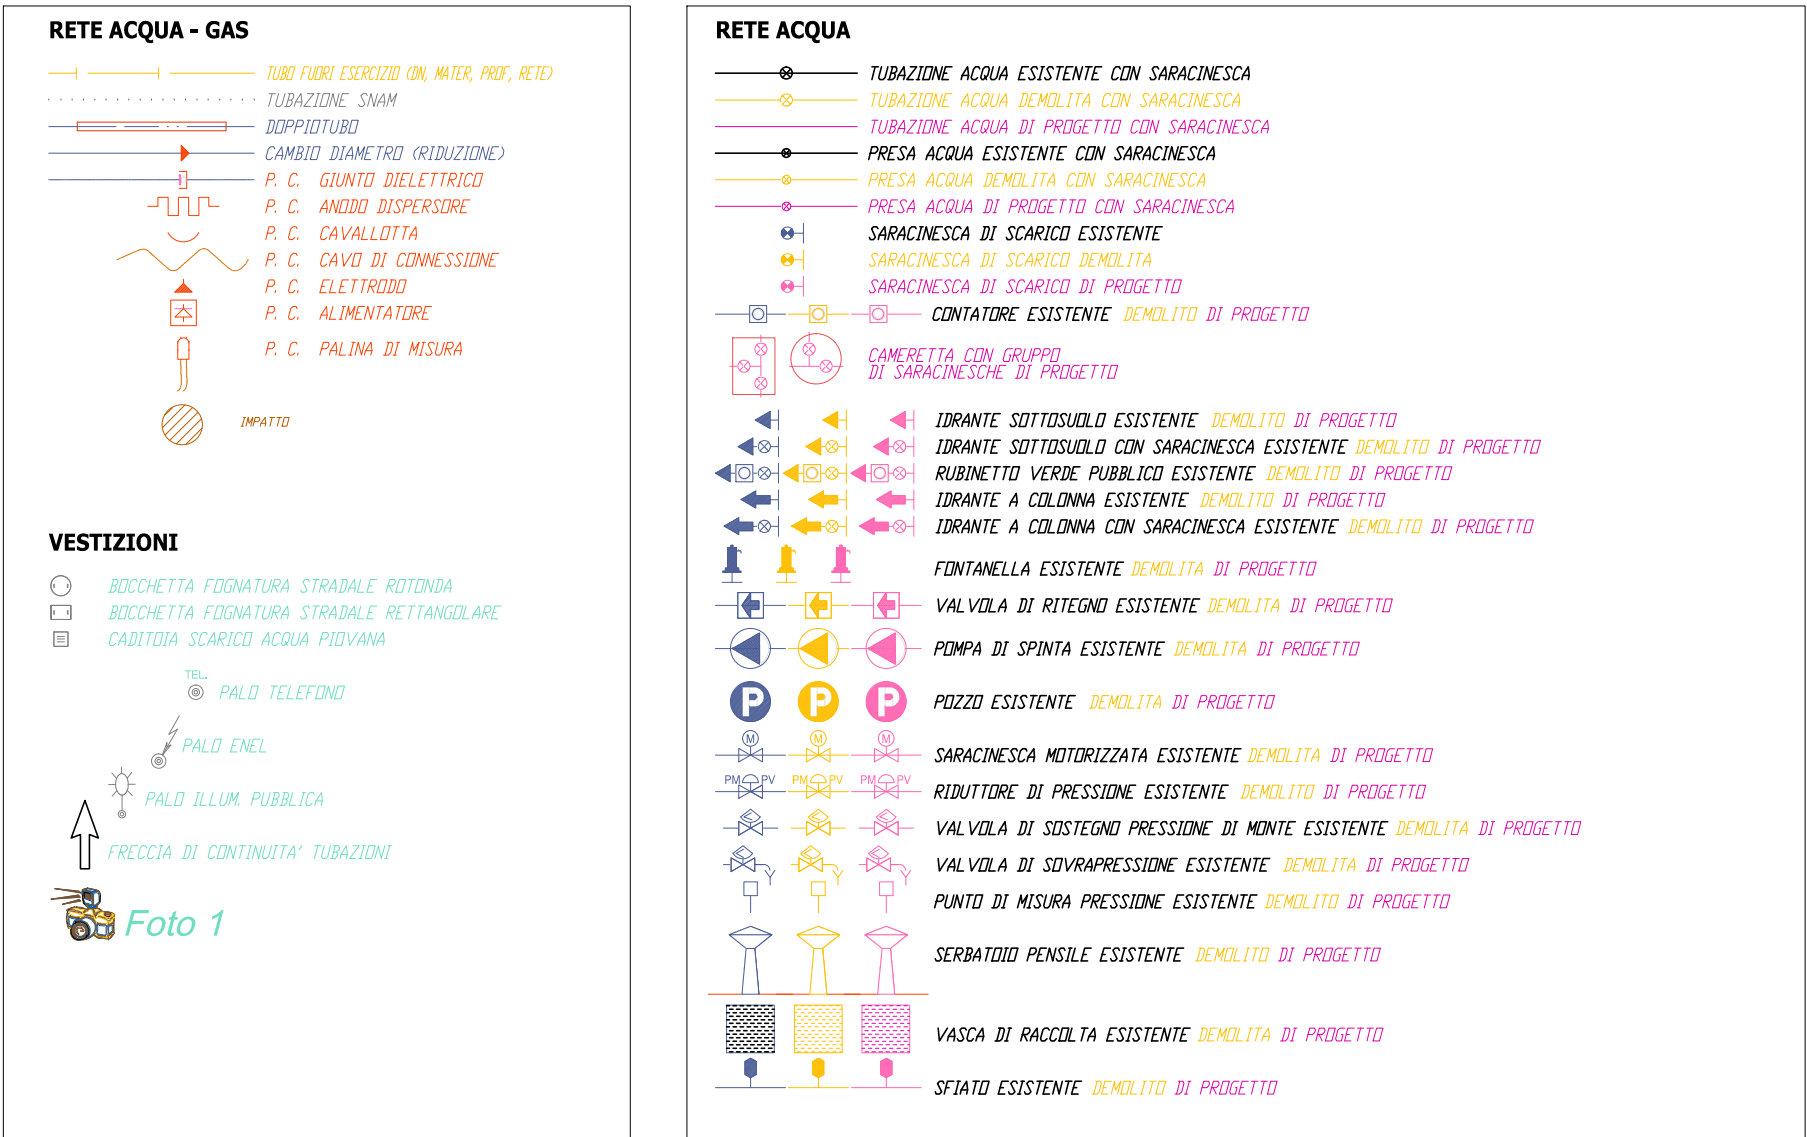 RETE ACQUA - GAS
TUBO FUORI ESERCIZIO (DN, MATER, PROF, RETE)
TUBAZIONE SNAM
DOPPIOTUBO
CAMBIO DIAMETRO (RIDUZIONE)
P. C. GIUNTO DIELETTRICO
P. C. ANODO DISPERSORE
P. C. CAVALLOTTA
P. C. CAVO DI CONNESSIONE
P. C. ELETTRODO
P. C. ALIMENTATORE
P. C. PALINA DI MISURA
IMPATTO
VESTIZIONI
BOCCHETTA FOGNATURA STRADALE ROTONDA
BOCCHETTA FOGNATURA STRADALE RETTANGOLARE
CADITOIA SCARICO ACQUA PIOVANA
TEL.
PALO TELEFONO
PALO ENEL
PALO ILLUM. PUBBLICA
FRECCIA DI CONTINUITA' TUBAZIONI
Foto 1
RETE ACQUA
TUBAZIONE ACQUA ESISTENTE CON SARACINESCA
TUBAZIONE ACQUA DEMOLITA CON SARACINESCA
TUBAZIONE ACQUA DI PROGETTO CON SARACINESCA
PRESA ACQUA ESISTENTE CON SARACINESCA
PRESA ACQUA DEMOLITA CON SARACINESCA
PRESA ACQUA DI PROGETTO CON SARACINESCA
SARACINESCA DI SCARICO ESISTENTE
SARACINESCA DI SCARICO DEMOLITA
SARACINESCA DI SCARICO DI PROGETTO
CONTATORE ESISTENTE DEMOLITO DI PROGETTO
CAMERETTA CON GRUPPO
DI SARACINESCHE DI PROGETTO
IDRANTE SOTTOSUOLO ESISTENTE DEMOLITO DI PROGETTO
IDRANTE SOTTOSUOLO CON SARACINESCA ESISTENTE DEMOLITO DI PROGETTO
RUBINETTO VERDE PUBBLICO ESISTENTE DEMOLITO DI PROGETTO
IDRANTE A COLONNA ESISTENTE DEMOLITO DI PROGETTO
IDRANTE A COLONNA CON SARACINESCA ESISTENTE DEMOLITO DI PROGETTO
FONTANELLA ESISTENTE DEMOLITA DI PROGETTO
VALVOLA DI RITEGNO ESISTENTE DEMOLITA DI PROGETTO
POMPA DI SPINTA ESISTENTE DEMOLITA DI PROGETTO
P P P POZZO ESISTENTE DEMOLITA DI PROGETTO
M M M SARACINESCA MOTORIZZATA ESISTENTE DEMOLITA DI PROGETTO
PM PV PM PV PM PV RIDUTTORE DI PRESSIONE ESISTENTE DEMOLITO DI PROGETTO
VALVOLA DI SOSTEGNO PRESSIONE DI MONTE ESISTENTE DEMOLITA DI PROGETTO
VALVOLA DI SOVRAPRESSIONE ESISTENTE DEMOLITA DI PROGETTO
PUNTO DI MISURA PRESSIONE ESISTENTE DEMOLITO DI PROGETTO
SERBATOIO PENSILE ESISTENTE DEMOLITO DI PROGETTO
VASCA DI RACCOLTA ESISTENTE DEMOLITA DI PROGETTO
SFIATO ESISTENTE DEMOLITO DI PROGETTO